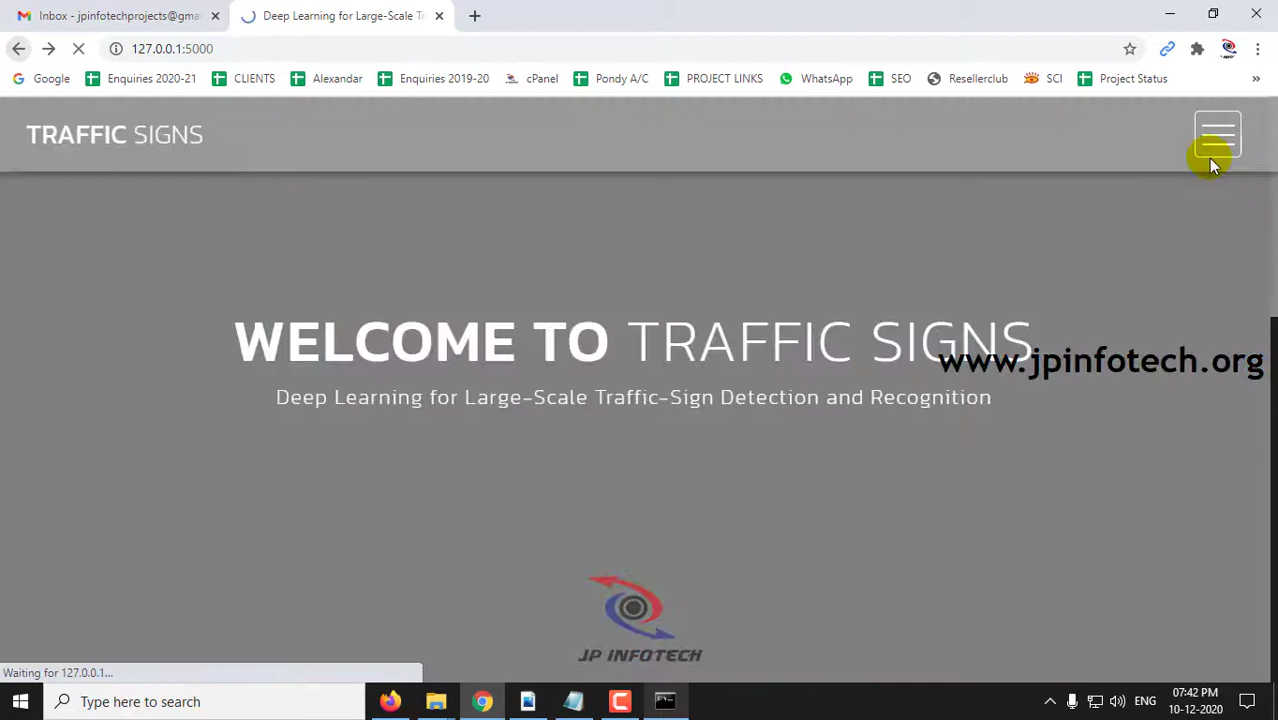 Inbox - jpinfotechprojects@gma
Deep Learning for Large-Scale Tr
127.0.0.1:5000
Google
Enquiries 2020-21
CLIENTS
Alexandar
Enquiries 2019-20
cPanel
Pondy A/C
PROJECT LINKS
WhatsApp
SEO
Resellerclub
SCI
Project Status
»
TRAFFIC SIGNS
WELCOME TO TRAFFIC SIGNS
www.jpinfotech.org
Deep Learning for Large-Scale Traffic-Sign Detection and Recognition
JP INFOTECH
Waiting for 127.0.0.1...
Type here to search
ENG
07:42 PM
10-12-2020